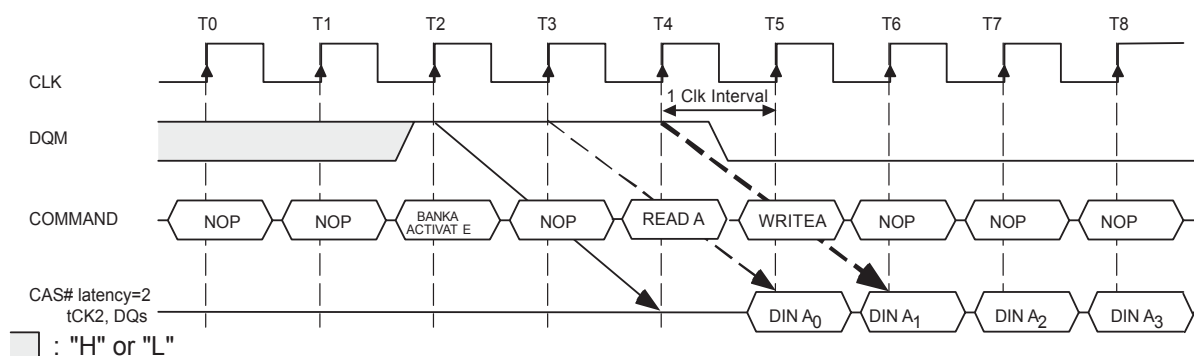 T0 T1 T2 T3 T4 T5 T6 T7 T8
CLK
1 Clk Interval
DQM
COMMAND NOP NOP BANKA ACTIVAT E NOP READ A WRITEA NOP NOP NOP
CAS# latency=2
tCK2, DQs DIN A0 DIN A1 DIN A2 DIN A3
: "H" or "L"